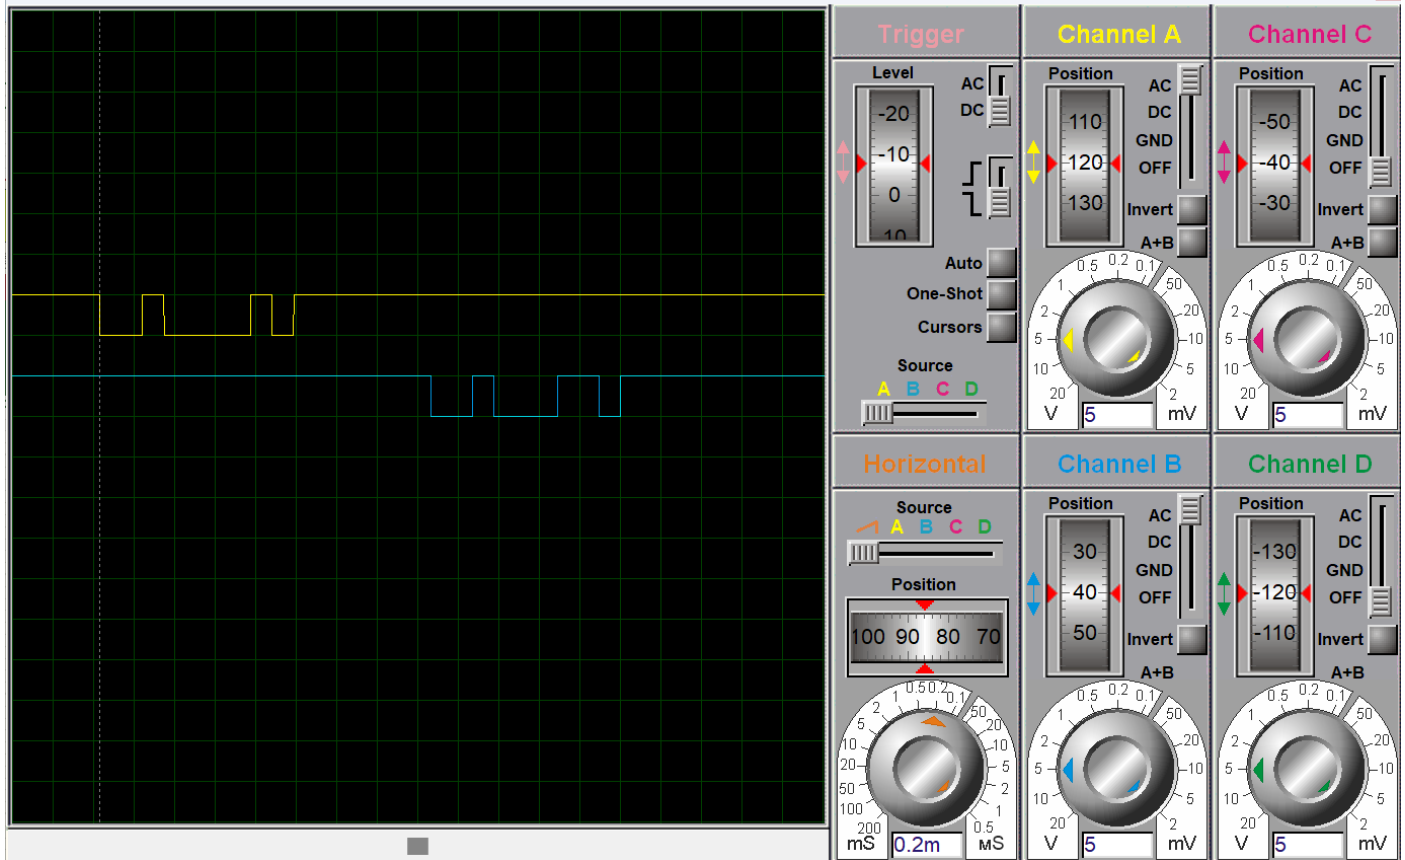 Trigger
Level
-20
-10
0
10
AC
DC
Auto
One-Shot
Cursors
Source
A B C D
Channel A
Position
110
120
130
AC
DC
GND
OFF
Invert
A+B
20 10 5 2 1 0.5 0.2 0.1 50 20 10 5 2
V 5 mV
Channel C
Position
-50
-40
-30
AC
DC
GND
OFF
Invert
A+B
20 10 5 2 1 0.5 0.2 0.1 50 20 10 5 2
V 5 mV
Horizontal
Source
A B C D
Position
100 90 80 70
200 100 50 20 10 5 2 1 0.5 0.2 0.1 50 20 10 5 2 1 0.5
mS 0.2m мS
Channel B
Position
30
40
50
AC
DC
GND
OFF
Invert
A+B
20 10 5 2 1 0.5 0.2 0.1 50 20 10 5 2
V 5 mV
Channel D
Position
-130
-120
-110
AC
DC
GND
OFF
Invert
A+B
20 10 5 2 1 0.5 0.2 0.1 50 20 10 5 2
V 5 mV